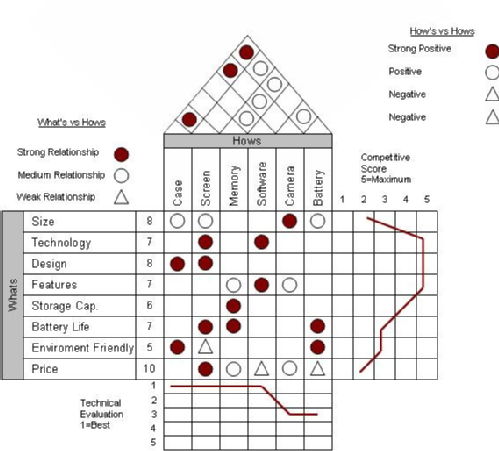 How's vs Hows
Strong Positive
Positive
Negative
Negative
What's vs Hows
Strong Relationship
Medium Relationship
Weak Relationship
Hows
Competitive
Score
5=Maximum
Case
Screen
Memory
Software
Camera
Battery
1 2 3 4 5
Whats
Size 8
Technology 7
Design 8
Features 7
Storage Cap. 6
Battery Life 7
Enviroment Friendly 5
Price 10
Technical
Evaluation
1=Best
1
2
3
4
5